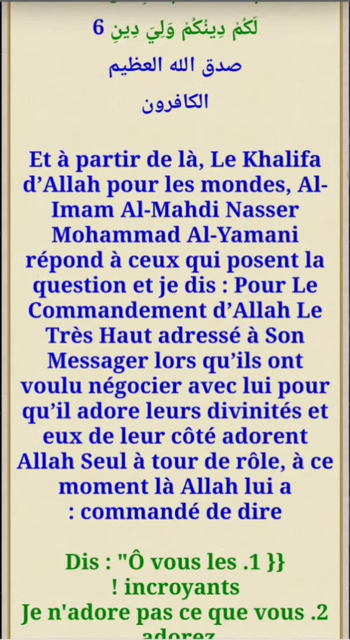 لَكُمْ دِينُكُمْ وَلِيَ دِينِ 6
صدق الله العظيم
الكافرون
Et à partir de là, Le Khalifa
d’Allah pour les mondes, Al-
Imam Al-Mahdi Nasser
Mohammad Al-Yamani
répond à ceux qui posent la
question et je dis : Pour Le
Commandement d’Allah Le
Très Haut adressé à Son
Messager lors qu’ils ont
voulu négocier avec lui pour
qu’il adore leurs divinités et
eux de leur côté adorent
Allah Seul à tour de rôle, à ce
moment là Allah lui a
: commandé de dire
Dis : "Ô vous les .1 }}
! incroyants
Je n'adore pas ce que vous .2
adorez